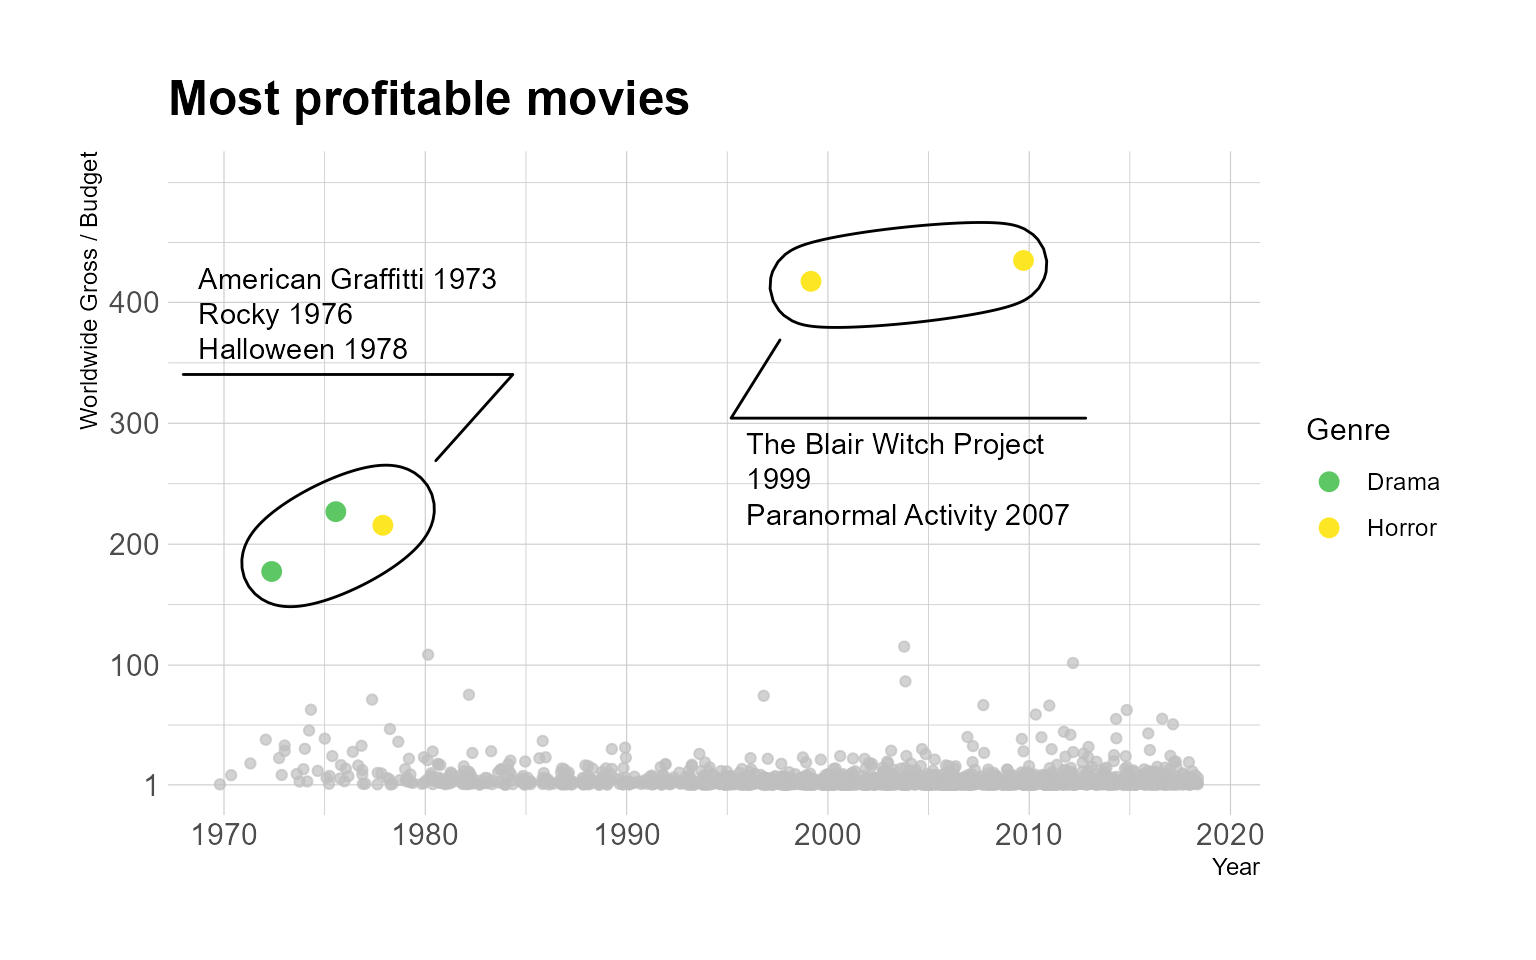 Most profitable movies
Worldwide Gross / Budget
400
300
200
100
1
American Graffitti 1973
Rocky 1976
Halloween 1978
The Blair Witch Project
1999
Paranormal Activity 2007
Genre
Drama
Horror
1970 1980 1990 2000 2010 2020
Year